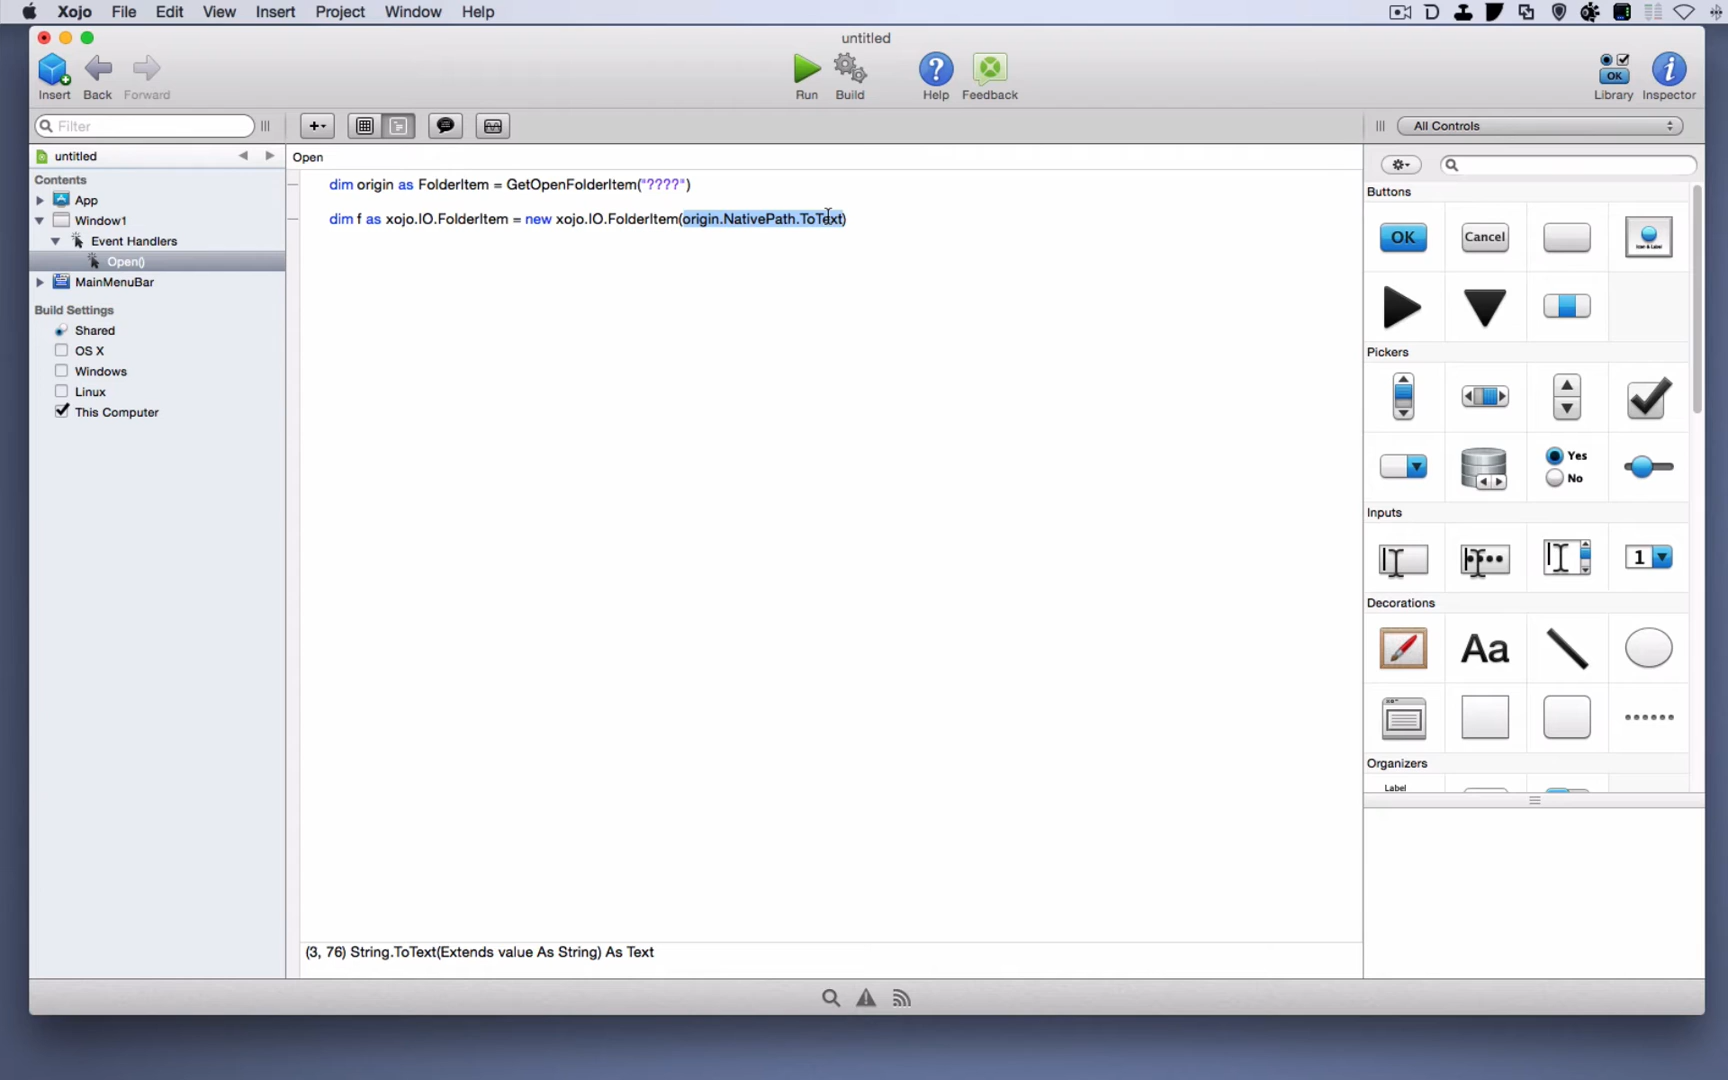 Xojo File Edit View Insert Project Window Help
untitled
Insert Back Forward Run Build Help Feedback Library Inspector
OK
Filter
All Controls
untitled
Open
Contents
App
Window1
Event Handlers
Open()
MainMenuBar
Build Settings
Shared
OS X
Windows
Linux
This Computer
dim origin as FolderItem = GetOpenFolderItem("????")
dim f as xojo.IO.FolderItem = new xojo.IO.FolderItem(origin.NativePath.ToText)
(3, 76) String.ToText(Extends value As String) As Text
Buttons
OK Cancel
Pickers
Yes
No
Inputs
1
Decorations
Aa
Organizers
Label